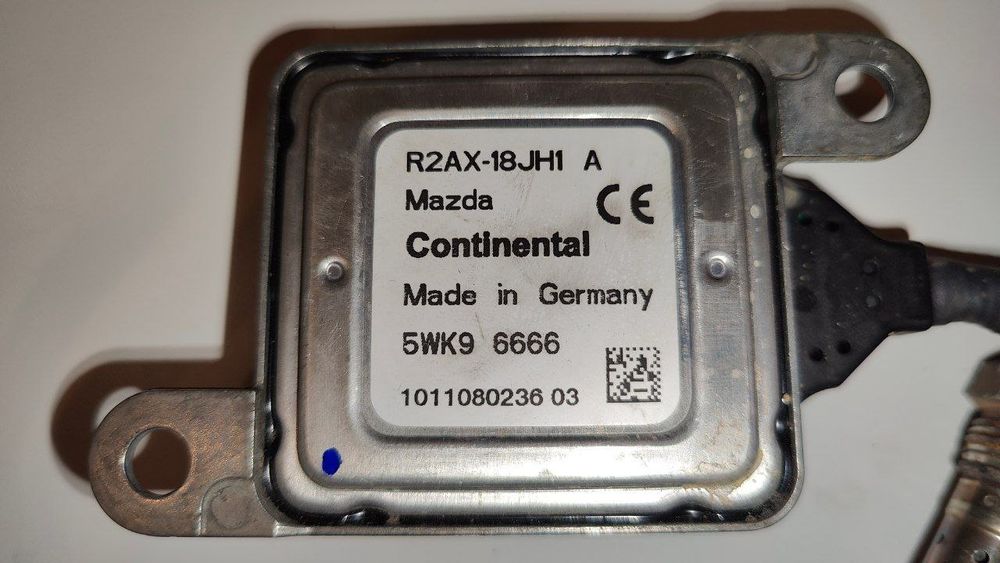 R2AX-18JH1 A
Mazda CE
Continental
Made in Germany
5WK9 6666
1011080236 03